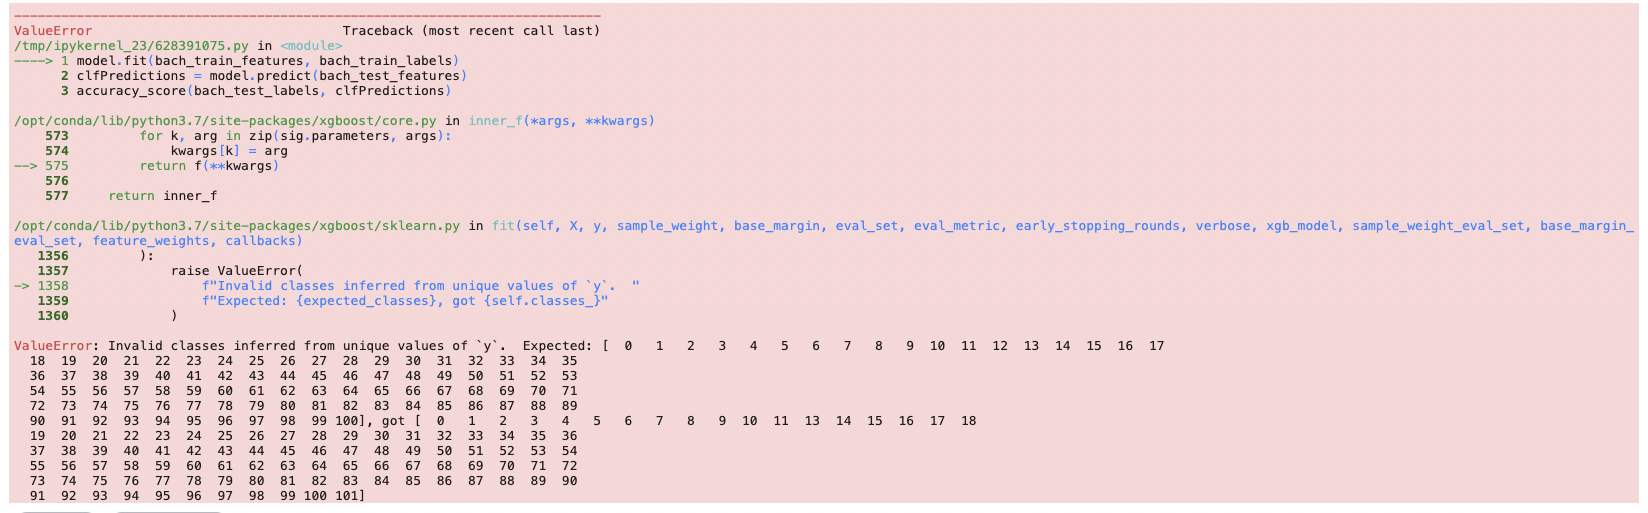 ---------------------------------------------------------------------------
ValueError                                Traceback (most recent call last)
/tmp/ipykernel_23/628391075.py in <module>
----> 1 model.fit(bach_train_features, bach_train_labels)
      2 clfPredictions = model.predict(bach_test_features)
      3 accuracy_score(bach_test_labels, clfPredictions)

/opt/conda/lib/python3.7/site-packages/xgboost/core.py in inner_f(*args, **kwargs)
    573         for k, arg in zip(sig.parameters, args):
    574             kwargs[k] = arg
--> 575         return f(**kwargs)
    576
    577     return inner_f

/opt/conda/lib/python3.7/site-packages/xgboost/sklearn.py in fit(self, X, y, sample_weight, base_margin, eval_set, eval_metric, early_stopping_rounds, verbose, xgb_model, sample_weight_eval_set, base_margin_
eval_set, feature_weights, callbacks)
   1356         ):
   1357             raise ValueError(
-> 1358                 f"Invalid classes inferred from unique values of `y`.  "
   1359                 f"Expected: {expected_classes}, got {self.classes_}"
   1360             )

ValueError: Invalid classes inferred from unique values of `y`.  Expected: [  0   1   2   3   4   5   6   7   8   9  10  11  12  13  14  15  16  17
  18  19  20  21  22  23  24  25  26  27  28  29  30  31  32  33  34  35
  36  37  38  39  40  41  42  43  44  45  46  47  48  49  50  51  52  53
  54  55  56  57  58  59  60  61  62  63  64  65  66  67  68  69  70  71
  72  73  74  75  76  77  78  79  80  81  82  83  84  85  86  87  88  89
  90  91  92  93  94  95  96  97  98  99 100], got [  0   1   2   3   4   5   6   7   8   9  10  11  13  14  15  16  17  18
  19  20  21  22  23  24  25  26  27  28  29  30  31  32  33  34  35  36
  37  38  39  40  41  42  43  44  45  46  47  48  49  50  51  52  53  54
  55  56  57  58  59  60  61  62  63  64  65  66  67  68  69  70  71  72
  73  74  75  76  77  78  79  80  81  82  83  84  85  86  87  88  89  90
  91  92  93  94  95  96  97  98  99 100 101]